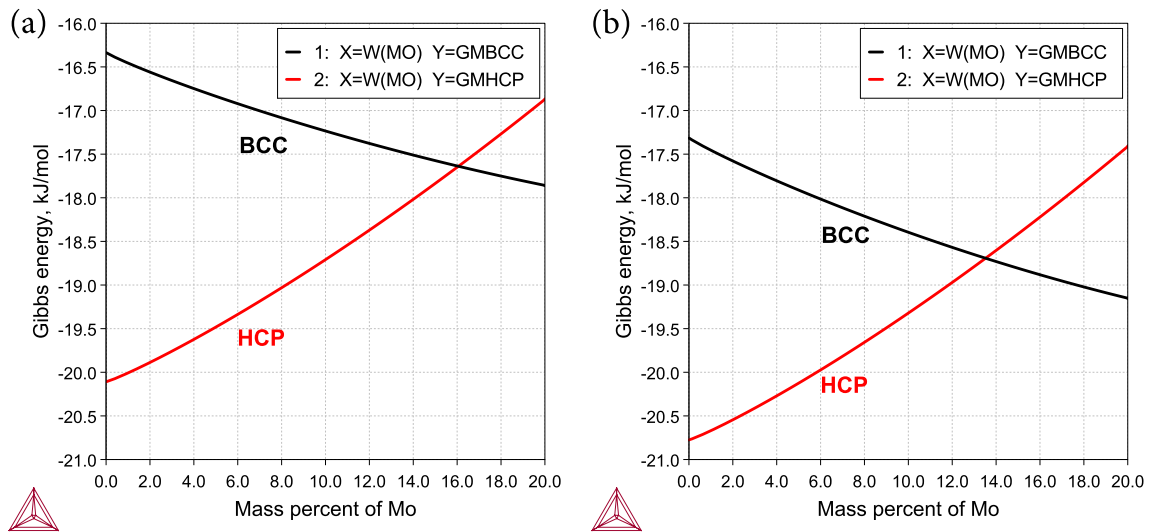 (a)
Gibbs energy, kJ/mol
-16.0
-16.5
-17.0
-17.5
-18.0
-18.5
-19.0
-19.5
-20.0
-20.5
-21.0
1: X=W(MO) Y=GMBCC
2: X=W(MO) Y=GMHCP
BCC
HCP
0.0 2.0 4.0 6.0 8.0 10.0 12.0 14.0 16.0 18.0 20.0
Mass percent of Mo
(b)
Gibbs energy, kJ/mol
-16.0
-16.5
-17.0
-17.5
-18.0
-18.5
-19.0
-19.5
-20.0
-20.5
-21.0
1: X=W(MO) Y=GMBCC
2: X=W(MO) Y=GMHCP
BCC
HCP
0.0 2.0 4.0 6.0 8.0 10.0 12.0 14.0 16.0 18.0 20.0
Mass percent of Mo